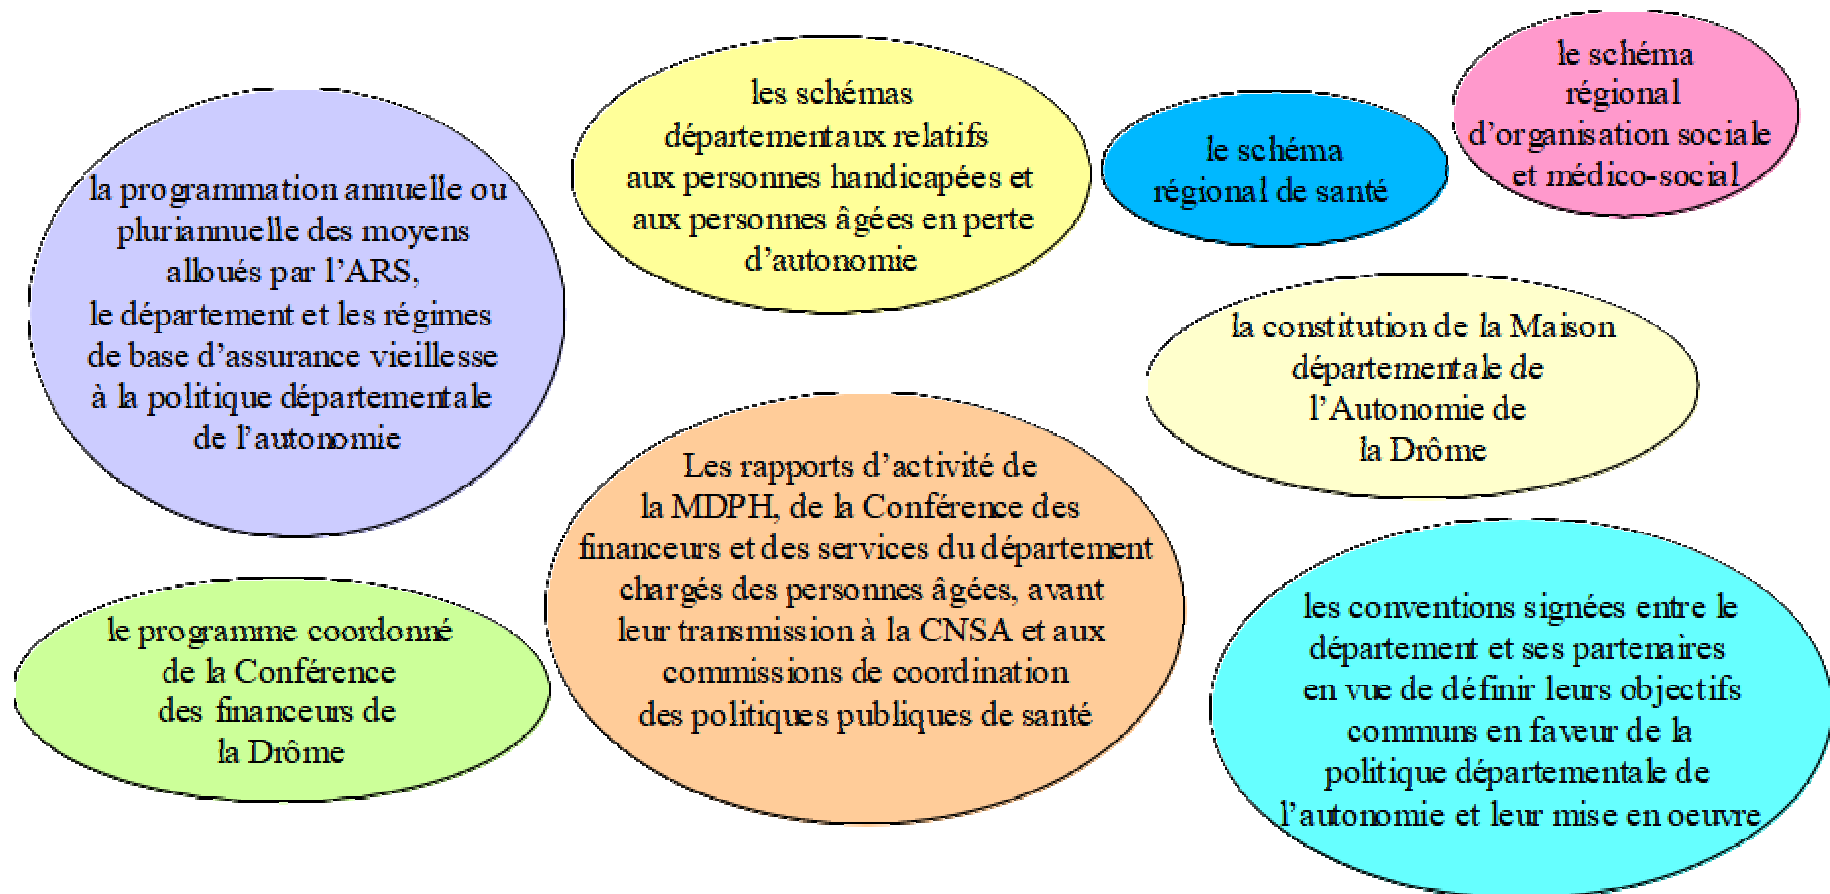 la programmation annuelle ou
pluriannuelle des moyens
alloués par l’ARS,
le département et les régimes
de base d’assurance vieillesse
à la politique départementale
de l’autonomie
les schémas
départementaux relatifs
aux personnes handicapées et
aux personnes âgées en perte
d’autonomie
le schéma
régional de santé
le schéma
régional
d’organisation sociale
et médico-social
la constitution de la Maison
départementale de
l’Autonomie de
la Drôme
le programme coordonné
de la Conférence
des financeurs de
la Drôme
Les rapports d’activité de
la MDPH, de la Conférence des
financeurs et des services du département
chargés des personnes âgées, avant
leur transmission à la CNSA et aux
commissions de coordination
des politiques publiques de santé
les conventions signées entre le
département et ses partenaires
en vue de définir leurs objectifs
communs en faveur de la
politique départementale de
l’autonomie et leur mise en oeuvre